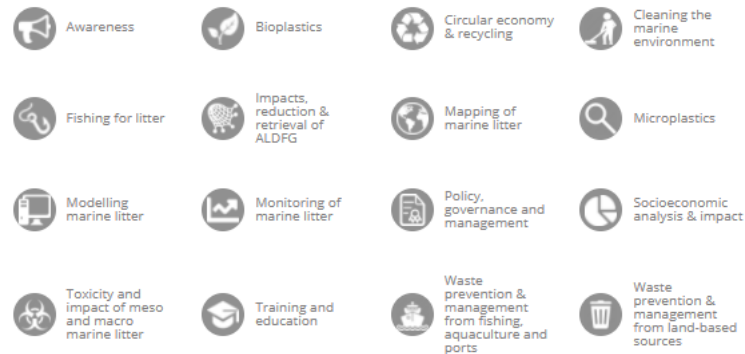 Awareness
Bioplastics
Circular economy
& recycling
Cleaning the
marine
environment
Fishing for litter
Impacts,
reduction &
retrieval of
ALDFG
Mapping of
marine litter
Microplastics
Modelling
marine litter
Monitoring of
marine litter
Policy,
governance and
management
Socioeconomic
analysis & impact
Toxicity and
impact of meso
and macro
marine litter
Training and
education
Waste
prevention &
management
from fishing,
aquaculture and
ports
Waste
prevention &
management
from land-based
sources